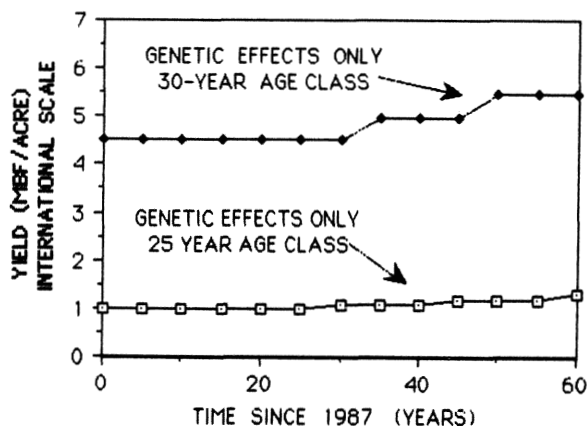 7
6
5
4
3
2
1
0
YIELD (MBF/ACRE)
INTERNATIONAL SCALE
GENETIC EFFECTS ONLY
30-YEAR AGE CLASS
GENETIC EFFECTS ONLY
25 YEAR AGE CLASS
0 20 40 60
TIME SINCE 1987 (YEARS)